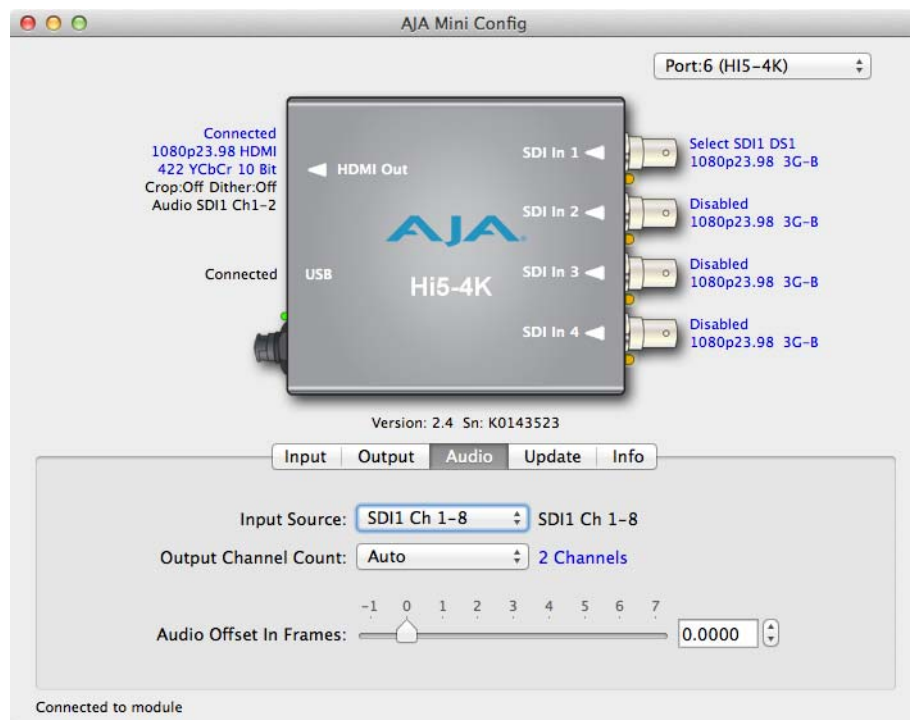 AJA Mini Config
Port:6 (HI5-4K)
Connected
1080p23.98 HDMI
422 YCbCr 10 Bit
Crop:Off Dither:Off
Audio SDI1 Ch1-2
Connected
HDMI Out
USB
AJA
Hi5-4K
SDI In 1
SDI In 2
SDI In 3
SDI In 4
Select SDI1 DS1
1080p23.98 3G-B
Disabled
1080p23.98 3G-B
Disabled
1080p23.98 3G-B
Disabled
1080p23.98 3G-B
Version: 2.4 Sn: K0143523
Input Output Audio Update Info
Input Source: SDI1 Ch 1-8 SDI1 Ch 1-8
Output Channel Count: Auto 2 Channels
-1 0 1 2 3 4 5 6 7
Audio Offset In Frames: 0.0000
Connected to module